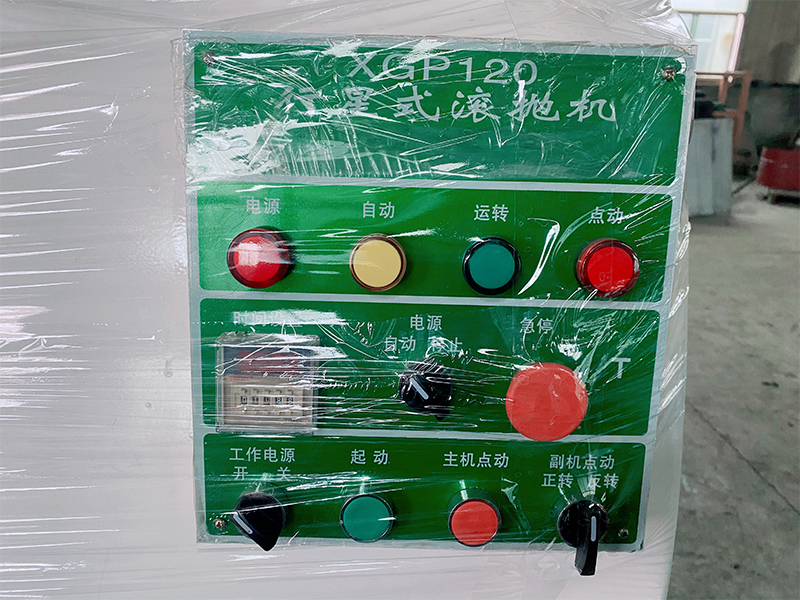 XGP120
行星式滚抛机
电源 自动 运转 点动
时间
电源 急停
自动 停止
工作电源 起动 主机点动 副机点动
开 关 正转 反转